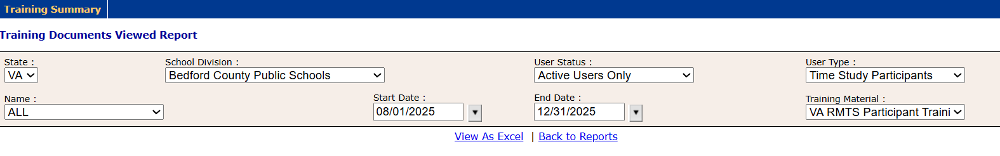 Training Summary
Training Documents Viewed Report
State :
School Division :
User Status :
User Type :
VA
Bedford County Public Schools
Active Users Only
Time Study Participants
Name :
Start Date :
End Date :
Training Material :
ALL
08/01/2025
12/31/2025
VA RMTS Participant Traini
View As Excel | Back to Reports